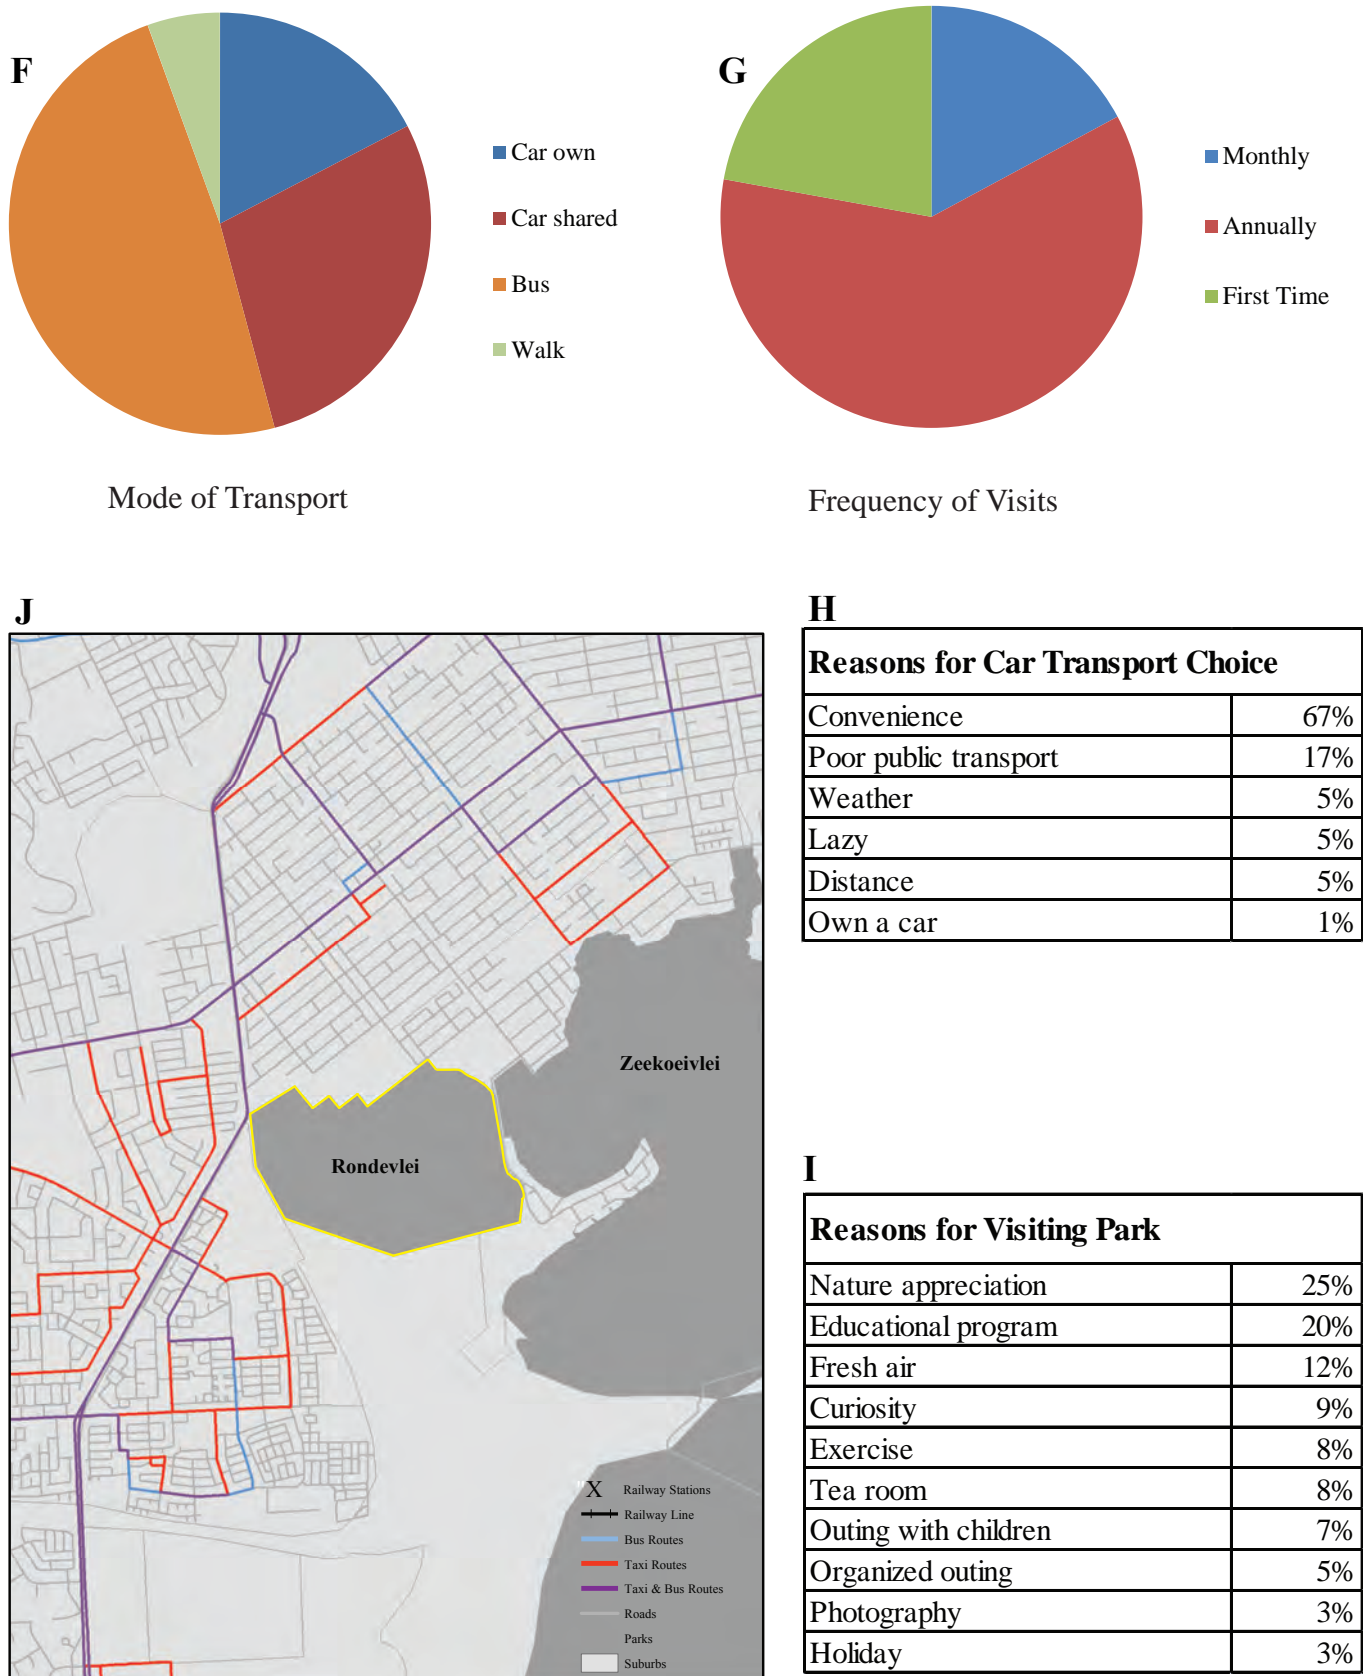 F
Car own
Car shared
Bus
Walk
Mode of Transport
G
Monthly
Annually
First Time
Frequency of Visits
J
Zeekoeivlei
Rondevlei
X Railway Stations
Railway Line
Bus Routes
Taxi Routes
Taxi & Bus Routes
Roads
Parks
Suburbs
H
Reasons for Car Transport Choice
Convenience 67%
Poor public transport 17%
Weather 5%
Lazy 5%
Distance 5%
Own a car 1%
I
Reasons for Visiting Park
Nature appreciation 25%
Educational program 20%
Fresh air 12%
Curiosity 9%
Exercise 8%
Tea room 8%
Outing with children 7%
Organized outing 5%
Photography 3%
Holiday 3%